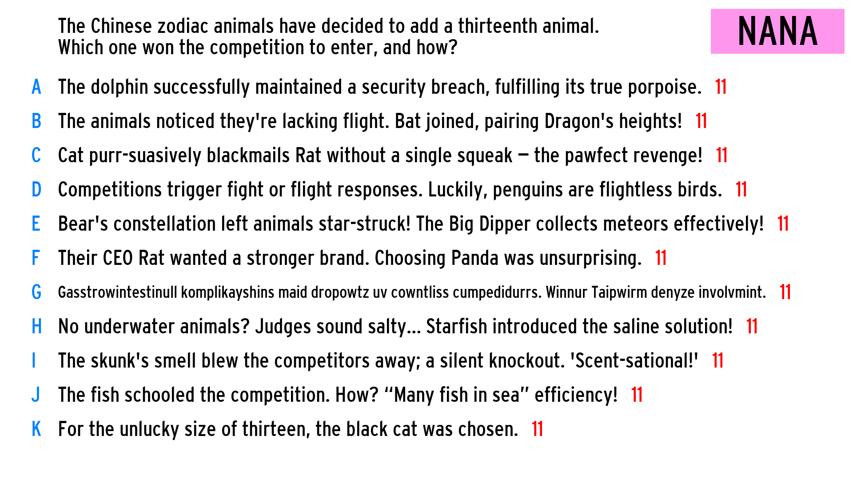 The Chinese zodiac animals have decided to add a thirteenth animal.
Which one won the competition to enter, and how?
NANA
A The dolphin successfully maintained a security breach, fulfilling its true porpoise. 11
B The animals noticed they're lacking flight. Bat joined, pairing Dragon's heights! 11
C Cat purr-suasively blackmails Rat without a single squeak – the pawfect revenge! 11
D Competitions trigger fight or flight responses. Luckily, penguins are flightless birds. 11
E Bear's constellation left animals star-struck! The Big Dipper collects meteors effectively! 11
F Their CEO Rat wanted a stronger brand. Choosing Panda was unsurprising. 11
G Gasstrowintestinull komplikayshins maid dropowtz uv cowntliss cumpedidurrs. Winnur Taipwirm denyze involvmint. 11
H No underwater animals? Judges sound salty... Starfish introduced the saline solution! 11
I The skunk's smell blew the competitors away; a silent knockout. 'Scent-sational!' 11
J The fish schooled the competition. How? “Many fish in sea” efficiency! 11
K For the unlucky size of thirteen, the black cat was chosen. 11